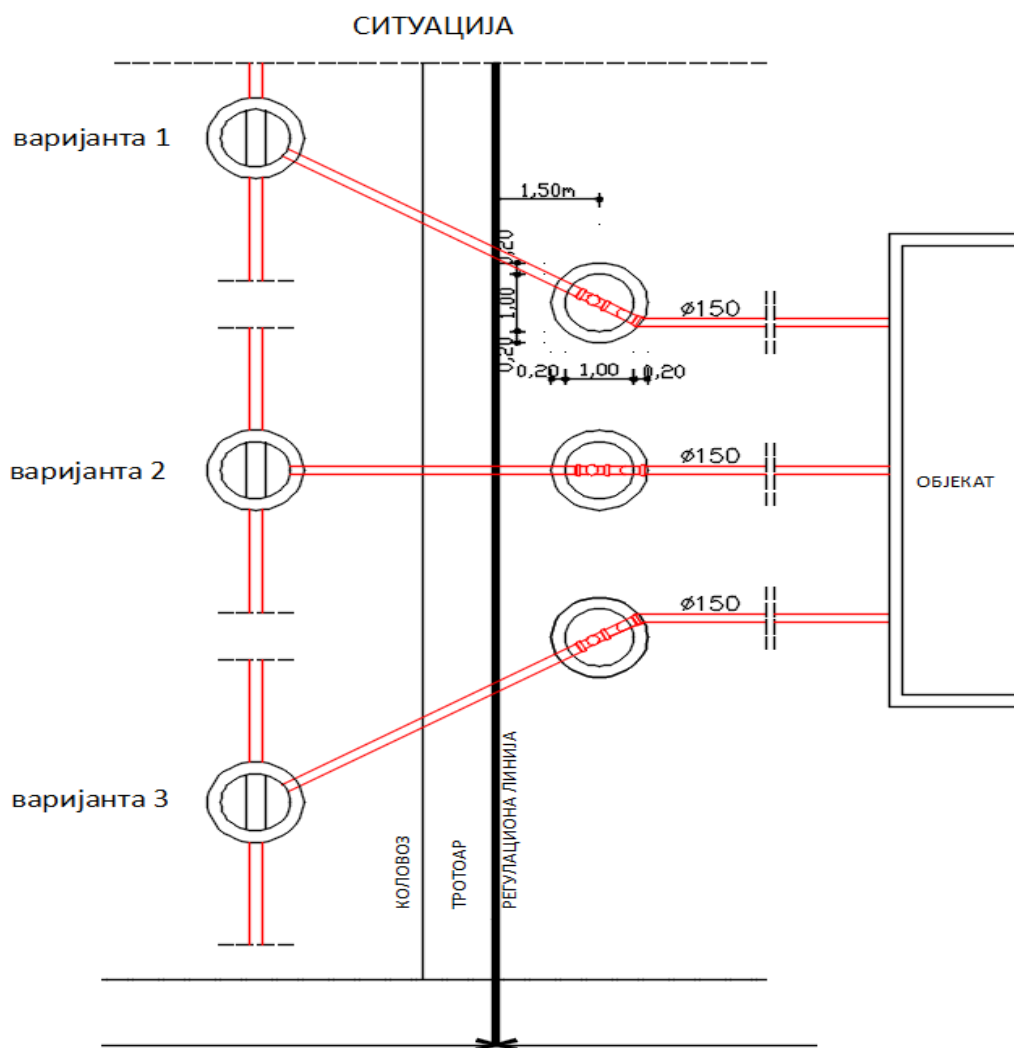 СИТУАЦИЈА
варијанта 1
1,50m
0,20
1,00
0,20
ø150
0,20 1,00 0,20
варијанта 2
ø150
ОБЈЕКАТ
ø150
варијанта 3
КОЛОВОЗ
ТРОТОАР
РЕГУЛАЦИОНА ЛИНИЈА